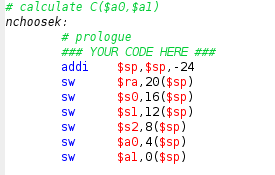 # calculate C($a0,$a1)
nchoosek:
# prologue
### YOUR CODE HERE ###
addi $sp,$sp,-24
sw $ra,20($sp)
sw $s0,16($sp)
sw $s1,12($sp)
sw $s2,8($sp)
sw $a0,4($sp)
sw $a1,0($sp)